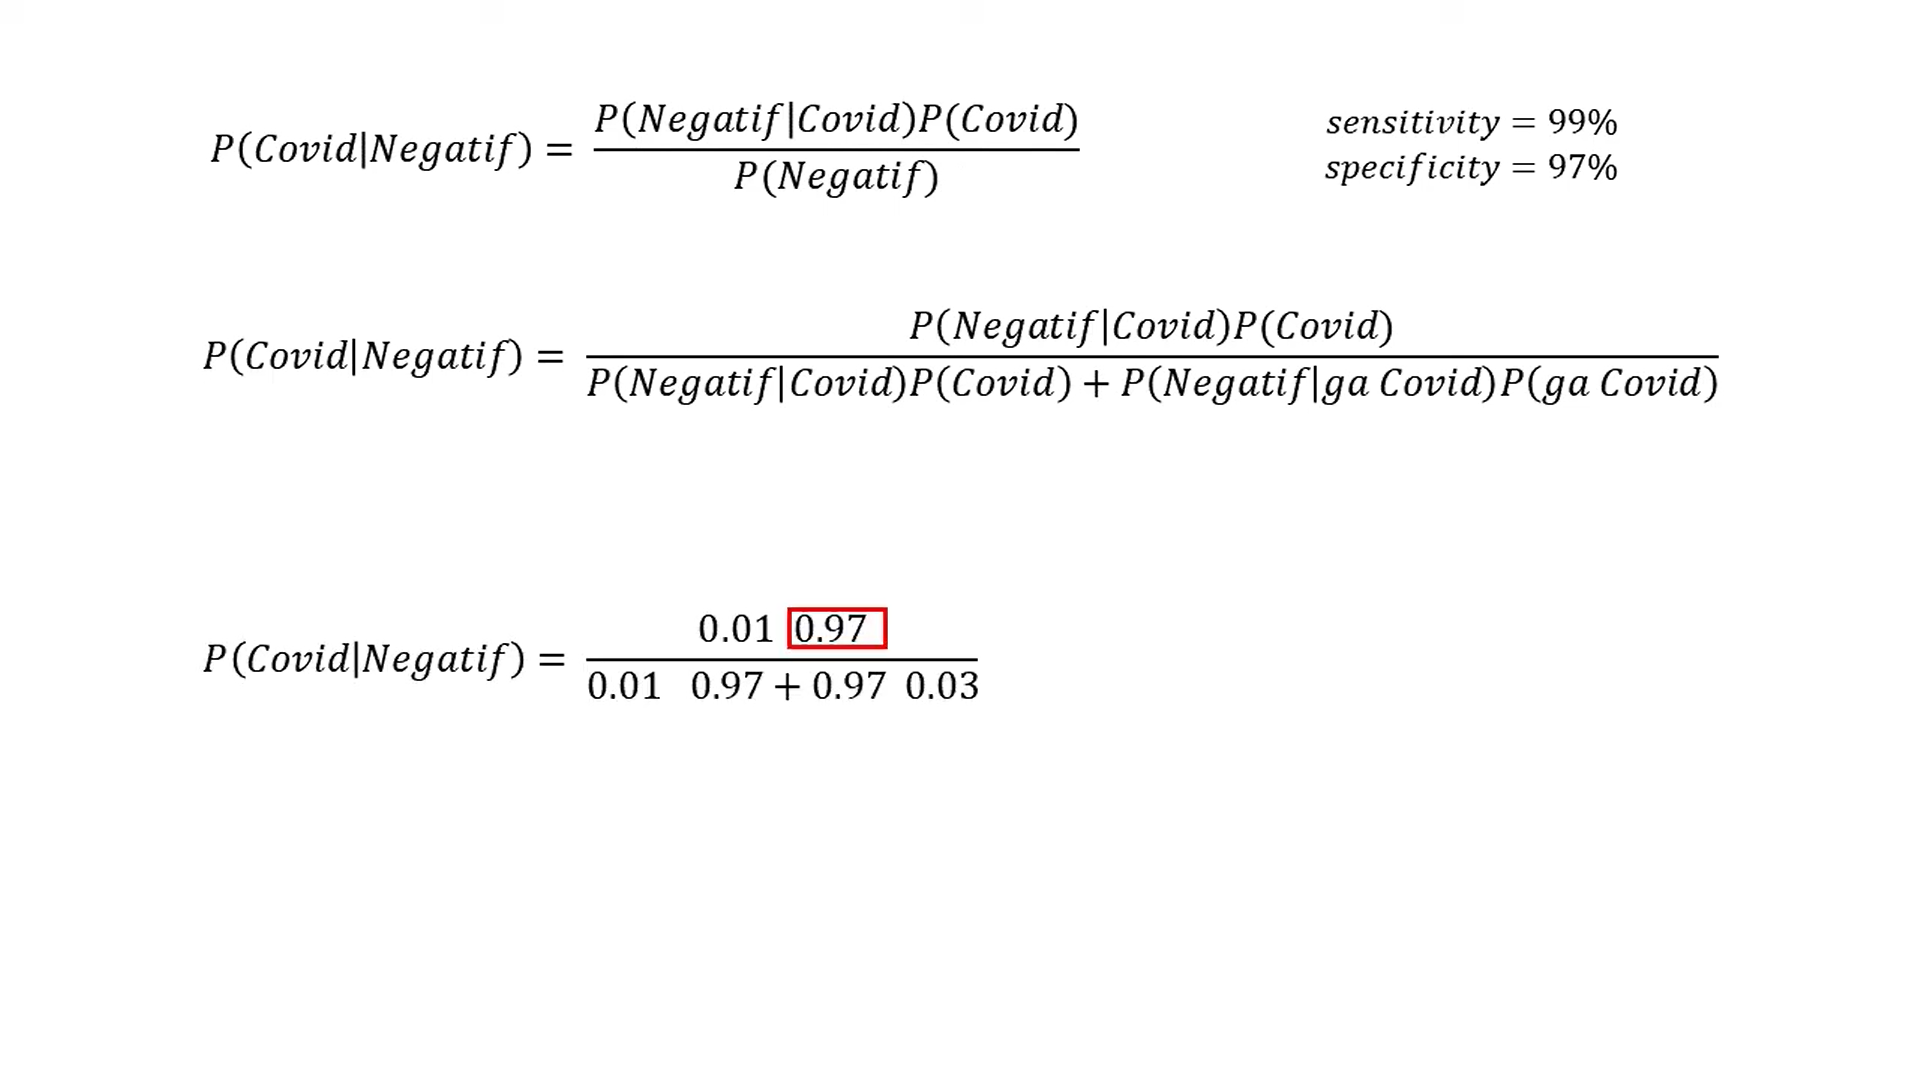 P(Covid|Negatif) = P(Negatif|Covid)P(Covid) / P(Negatif)
sensitivity = 99%
specificity = 97%
P(Covid|Negatif) = P(Negatif|Covid)P(Covid) / P(Negatif|Covid)P(Covid) + P(Negatif|ga Covid)P(ga Covid)
P(Covid|Negatif) = 0.01 0.97 / 0.01 0.97 + 0.97 0.03